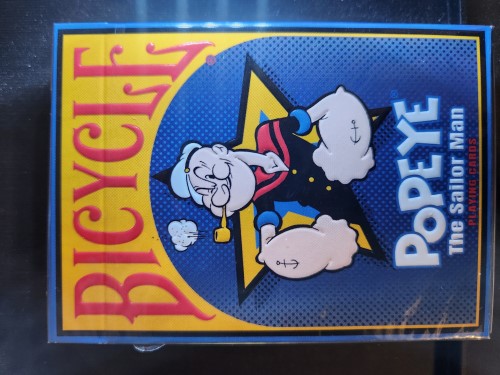 BICYCLE®
POPEYE®
The Sailor Man
PLAYING CARDS